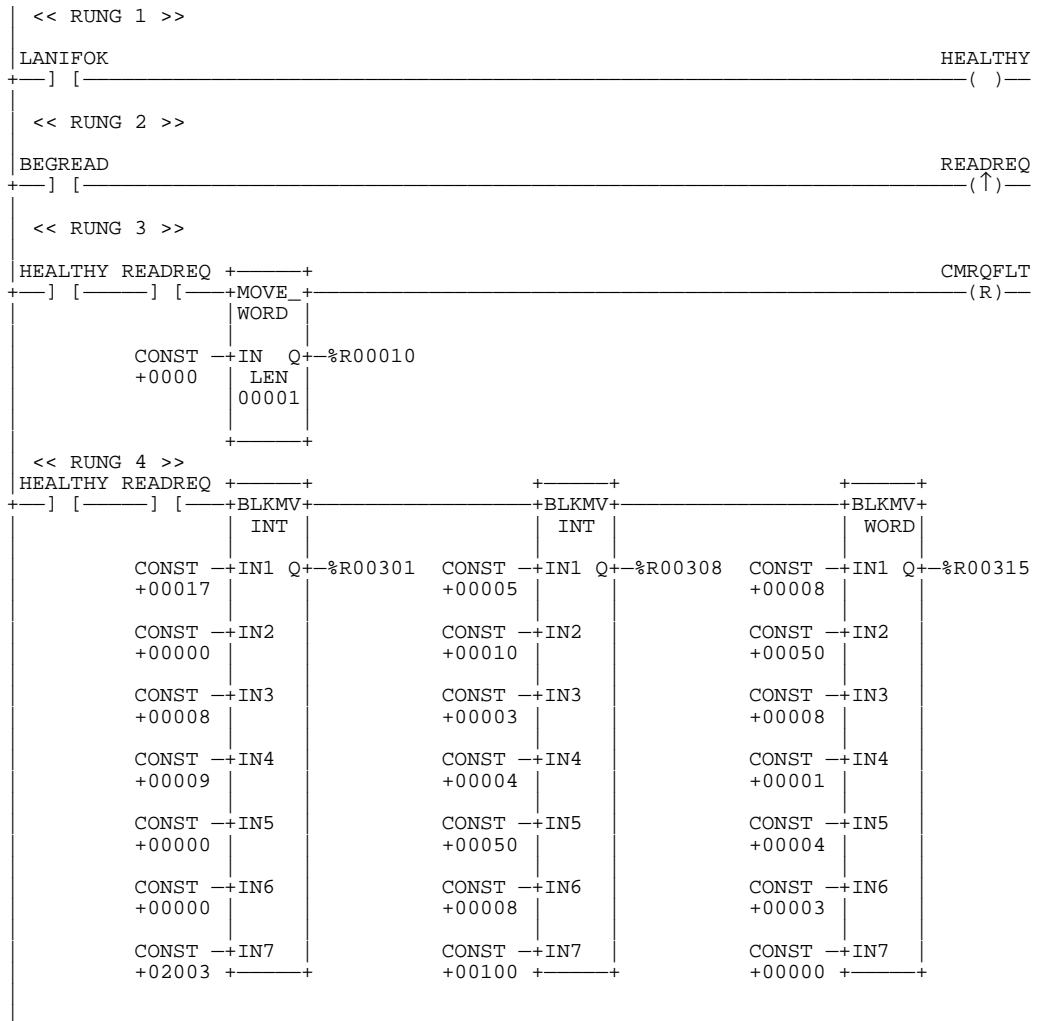 << RUNG 1 >>
LANIFOK HEALTHY
] [ ( )
<< RUNG 2 >>
BEGREAD READREQ
] [ (↑)
<< RUNG 3 >>
HEALTHY READREQ CMRQFLT
] [ ] [ MOVE_ (R)
WORD
CONST IN Q %R00010
+0000 LEN
00001
<< RUNG 4 >>
HEALTHY READREQ
] [ ] [ BLKMV BLKMV BLKMV
INT INT WORD
CONST IN1 Q %R00301 CONST IN1 Q %R00308 CONST IN1 Q %R00315
+00017 +00005 +00008
CONST IN2 CONST IN2 CONST IN2
+00000 +00010 +00050
CONST IN3 CONST IN3 CONST IN3
+00008 +00003 +00008
CONST IN4 CONST IN4 CONST IN4
+00009 +00004 +00001
CONST IN5 CONST IN5 CONST IN5
+00000 +00050 +00004
CONST IN6 CONST IN6 CONST IN6
+00000 +00008 +00003
CONST IN7 CONST IN7 CONST IN7
+02003 +00100 +00000